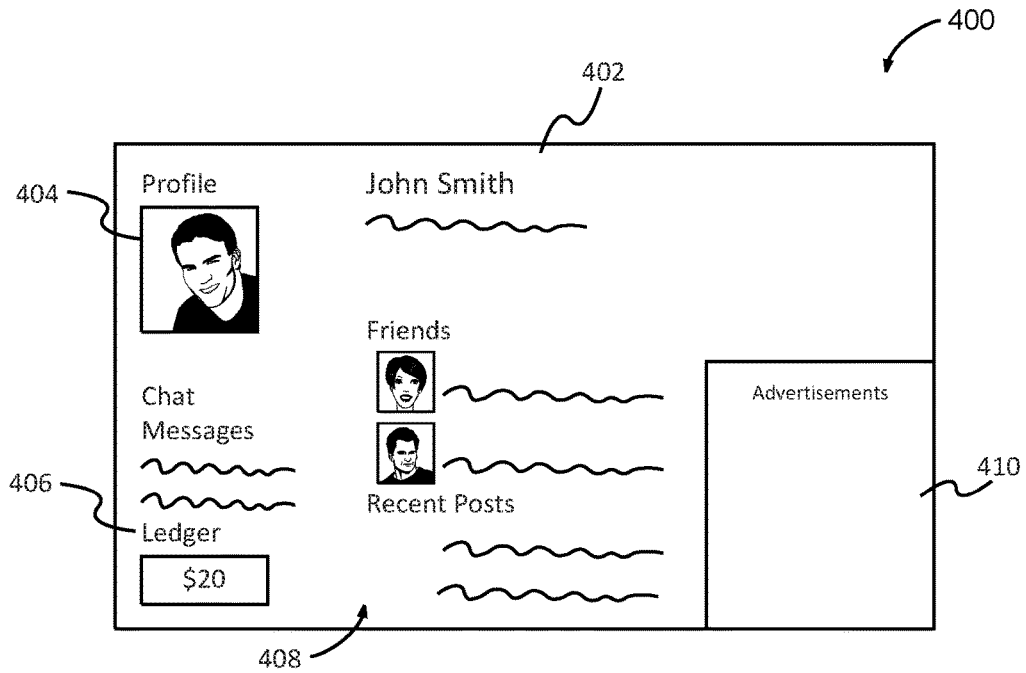 400
402
404
Profile
John Smith
Friends
Chat
Messages
Advertisements
406
410
Recent Posts
Ledger
$20
408